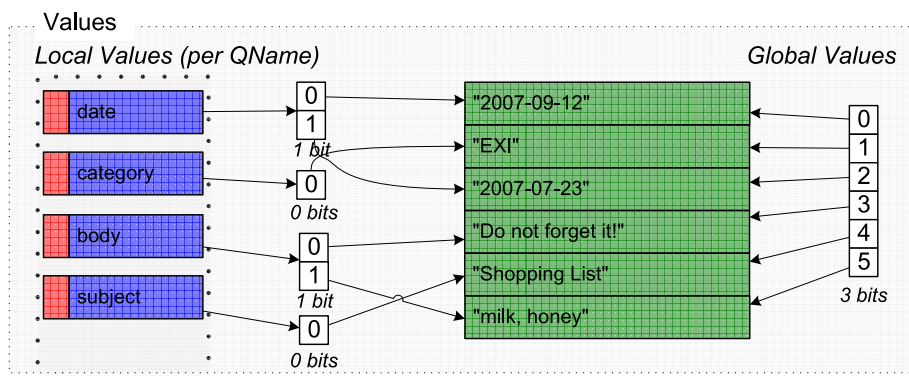 Values
Local Values (per QName)
Global Values
date
category
body
subject
0
1
1 bit
0
0 bits
0
1
1 bit
0
0 bits
"2007-09-12"
"EXI"
"2007-07-23"
"Do not forget it!"
"Shopping List"
"milk, honey"
0
1
2
3
4
5
3 bits